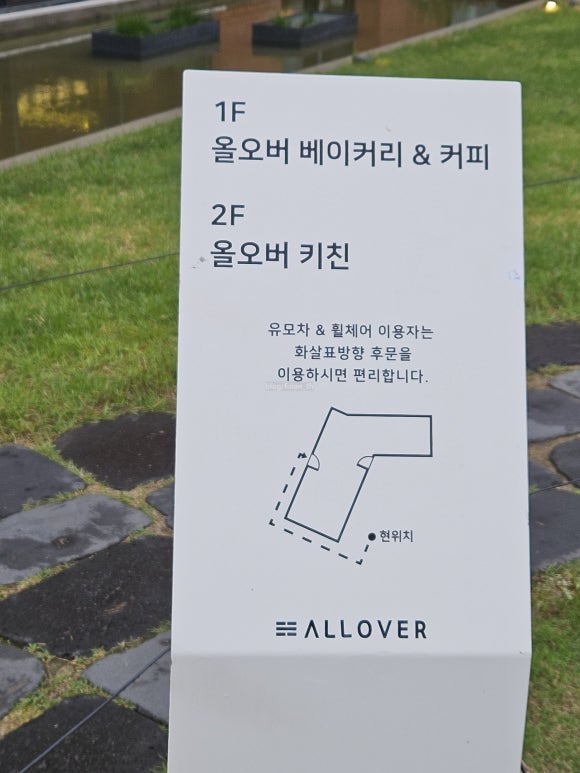 1F
올오버 베이커리 & 커피
2F
올오버 키친
유모차 & 휠체어 이용자는
화살표방향 후문을
이용하시면 편리합니다.
현위치
ALLOVER